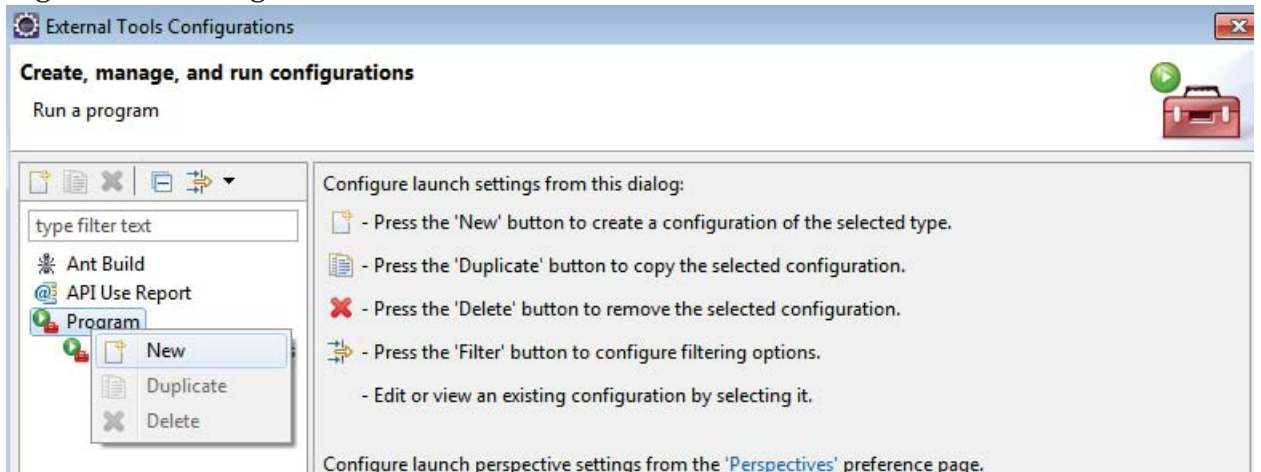 External Tools Configurations
Create, manage, and run configurations
Run a program
type filter text
Ant Build
API Use Report
Program
New
Duplicate
Delete
Configure launch settings from this dialog:
- Press the 'New' button to create a configuration of the selected type.
- Press the 'Duplicate' button to copy the selected configuration.
- Press the 'Delete' button to remove the selected configuration.
- Press the 'Filter' button to configure filtering options.
- Edit or view an existing configuration by selecting it.
Configure launch perspective settings from the 'Perspectives' preference page.